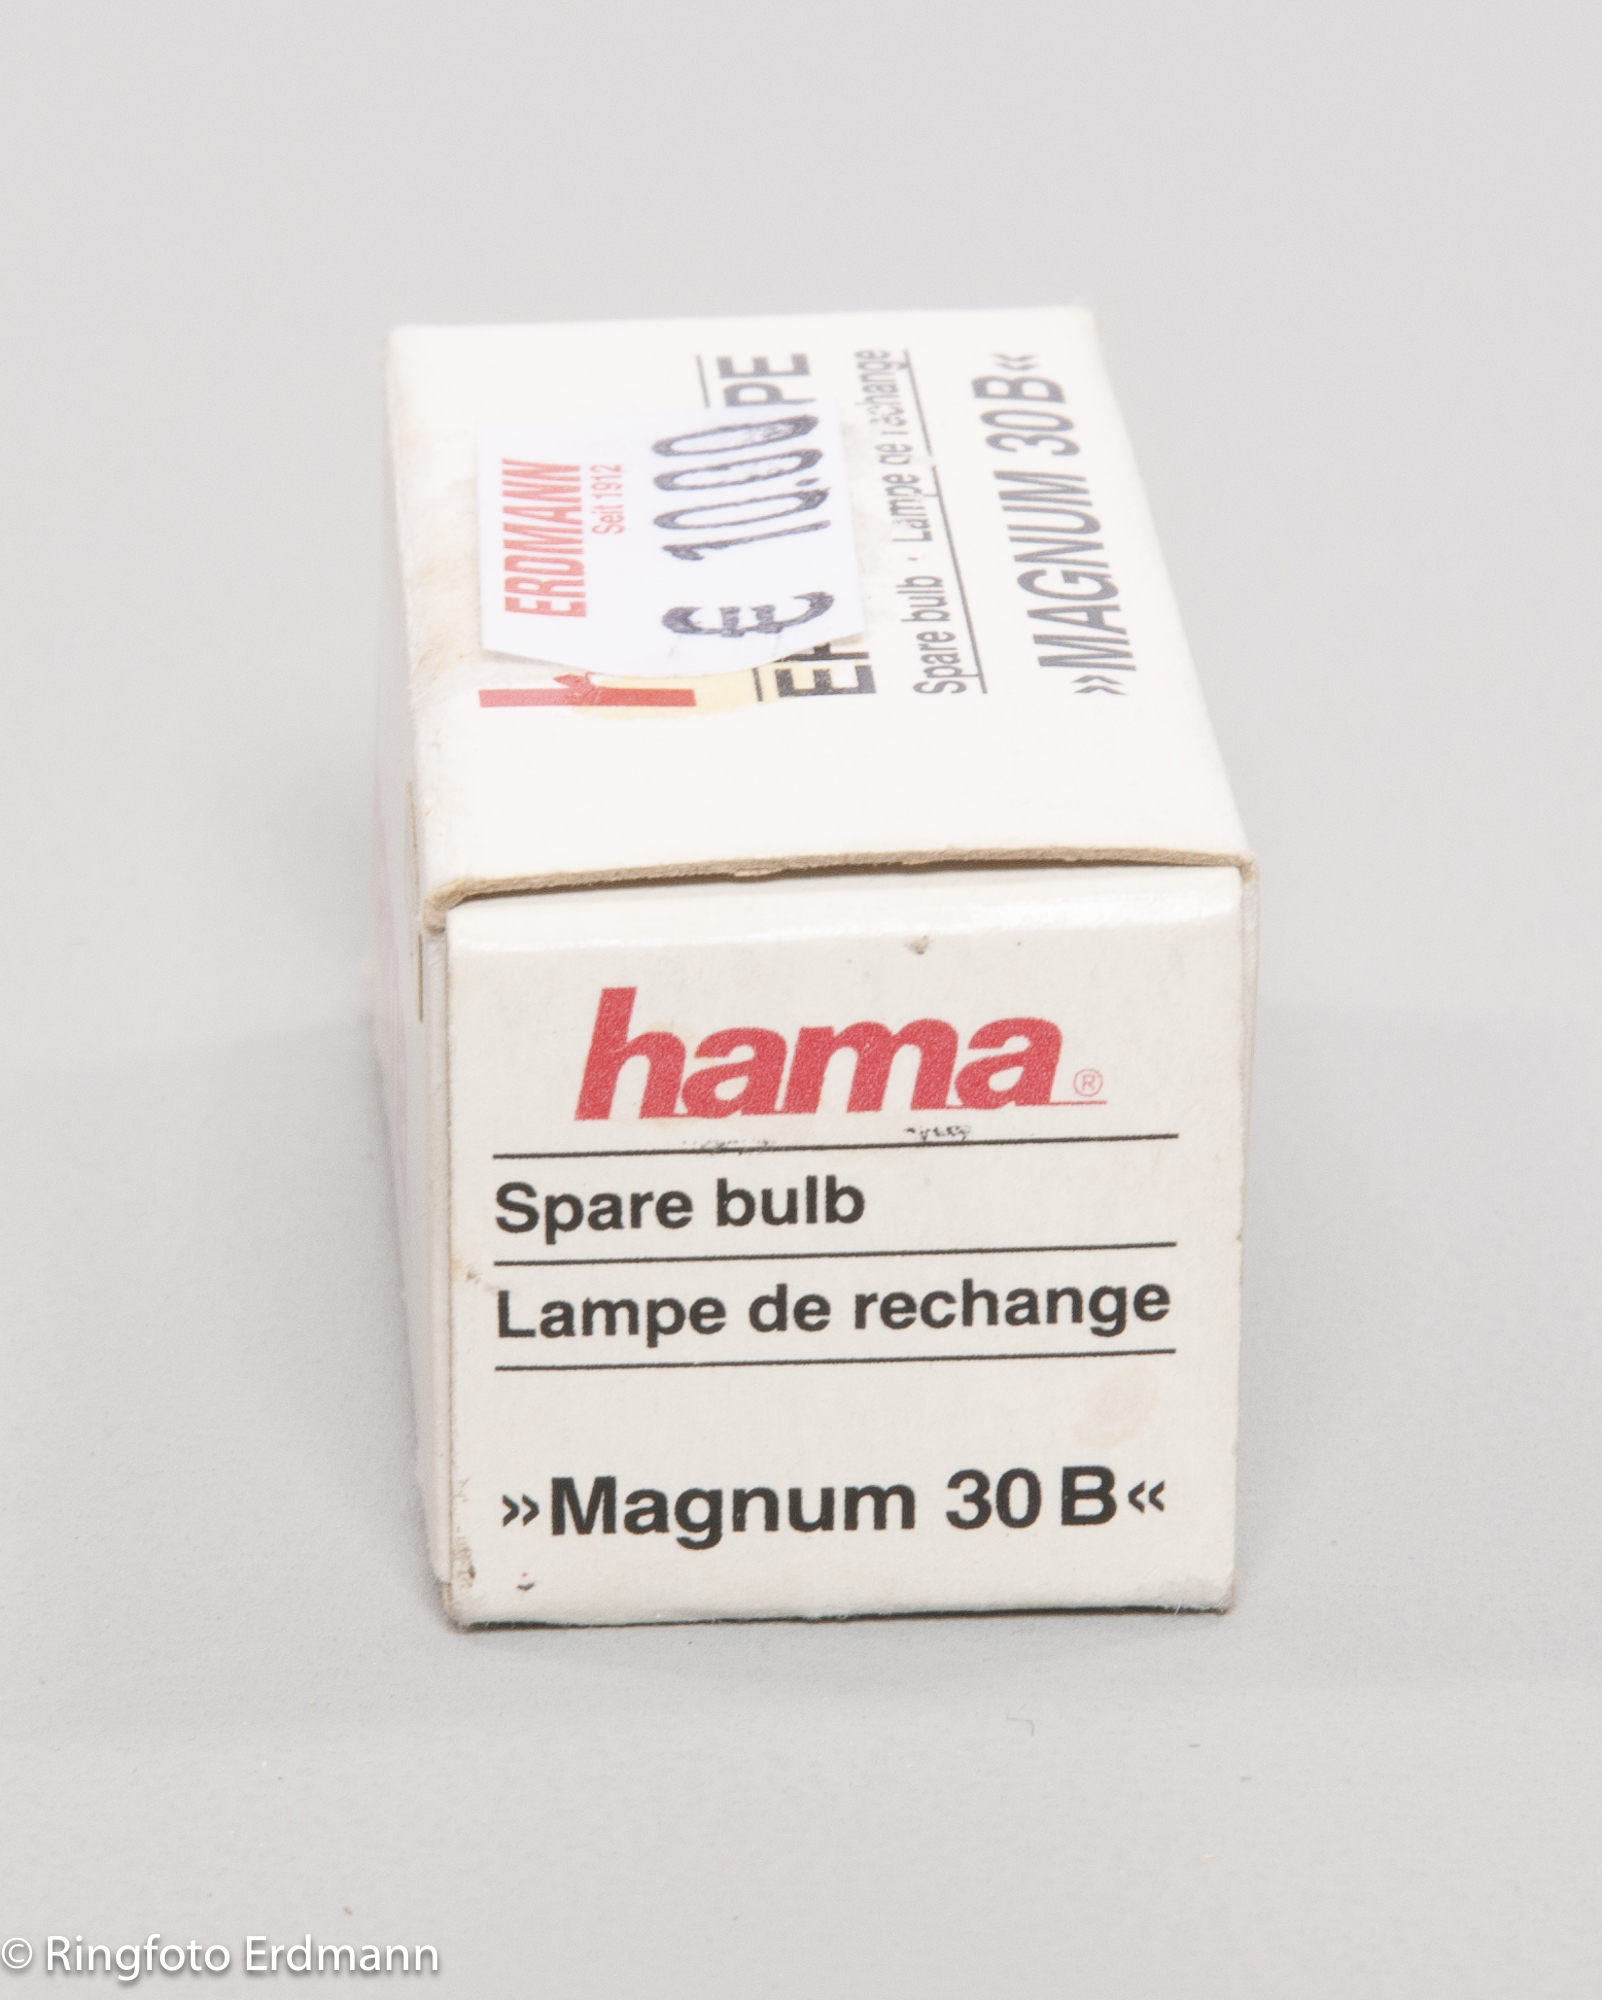 ERDMANN
Seit 1912
€ 10.00
PE
Spare bulb · Lampe de rechange
»MAGNUM 30B«
hama®
Spare bulb
Lampe de rechange
»Magnum 30 B«
© Ringfoto Erdmann